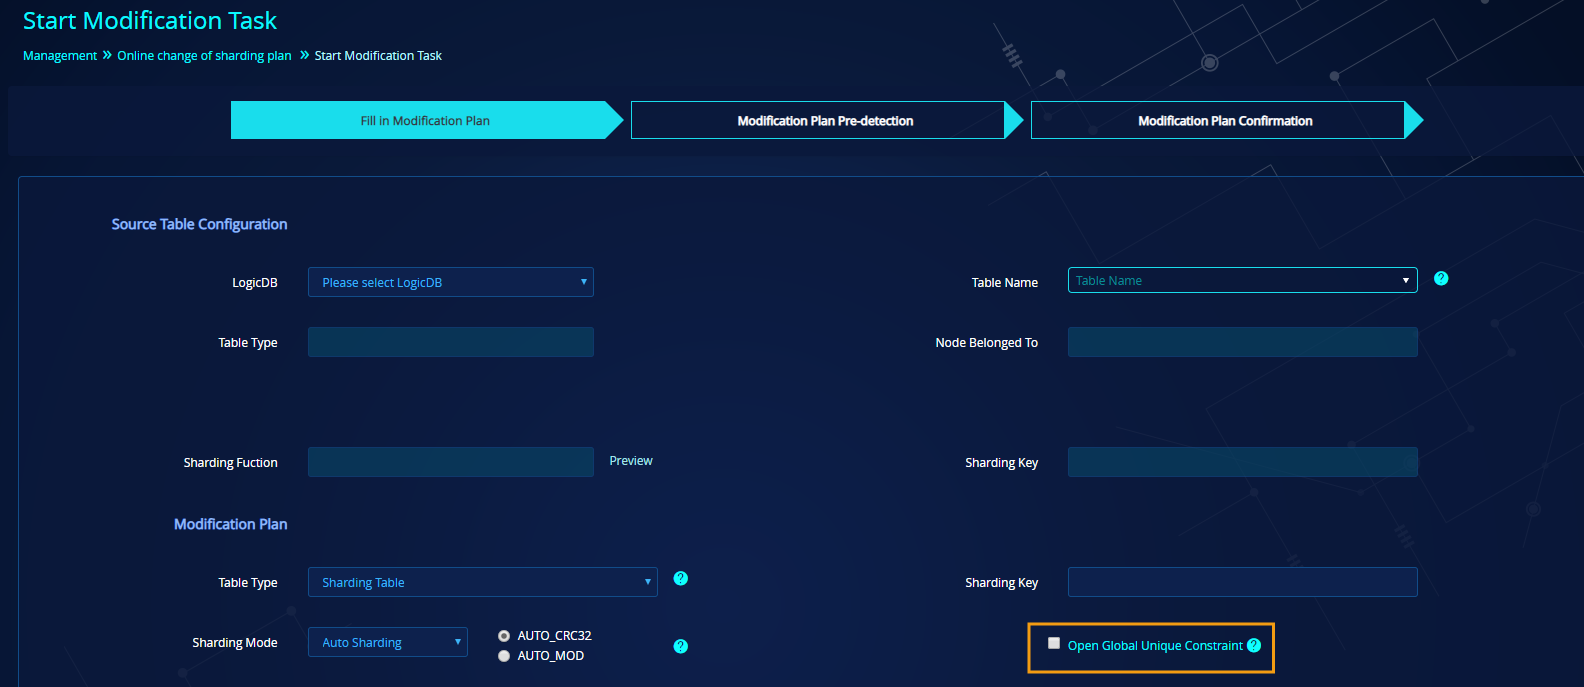 Start Modification Task
Management » Online change of sharding plan » Start Modification Task
Fill in Modification Plan
Modification Plan Pre-detection
Modification Plan Confirmation
Source Table Configuration
LogicDB Please select LogicDB
Table Name Table Name ?
Table Type
Node Belonged To
Sharding Fuction Preview
Sharding Key
Modification Plan
Table Type Sharding Table ?
Sharding Key
Sharding Mode Auto Sharding
AUTO_CRC32
AUTO_MOD
?
Open Global Unique Constraint ?